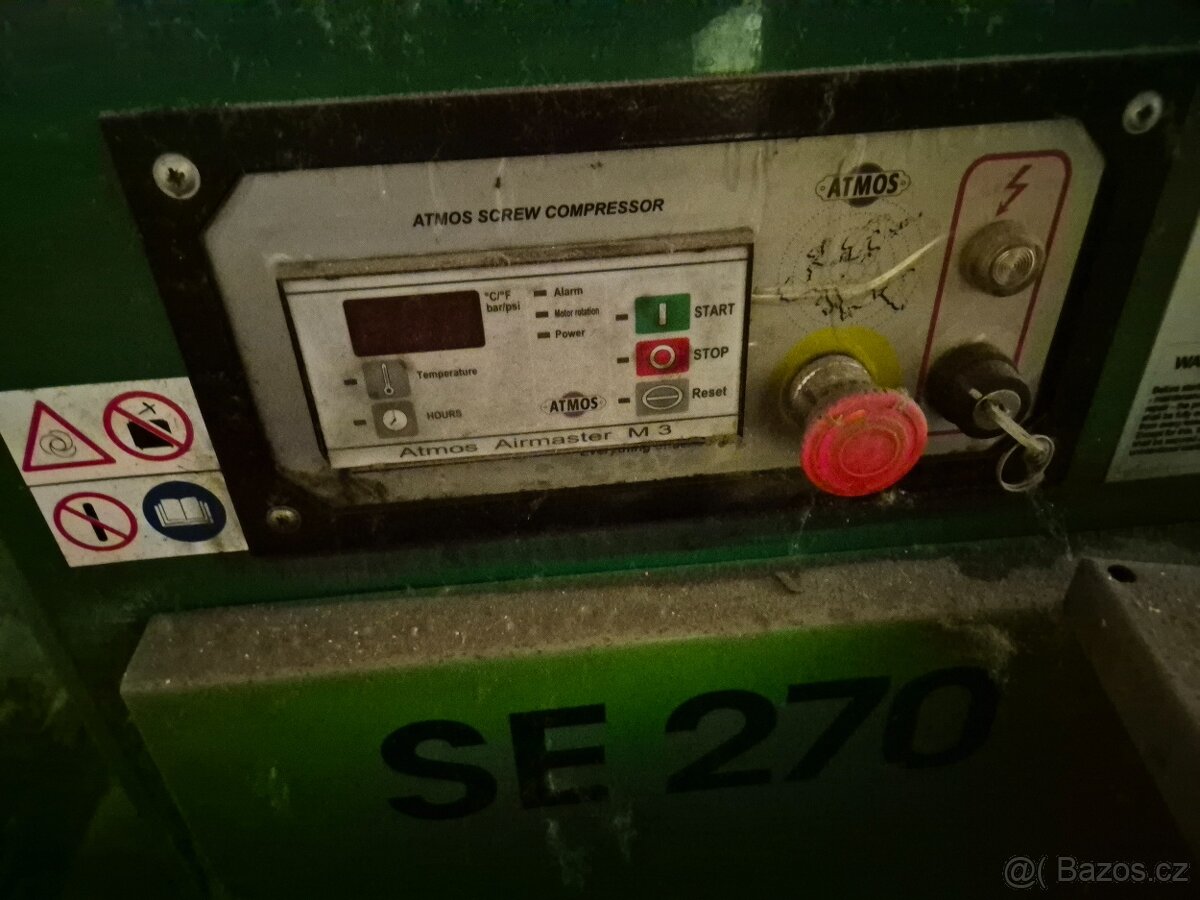 ATMOS
ATMOS SCREW COMPRESSOR
°C/°F
bar/psi
Alarm
Motor rotation
Power
START
STOP
Reset
Temperature
HOURS
ATMOS
Atmos Airmaster M 3
SE 270
@( Bazos.cz